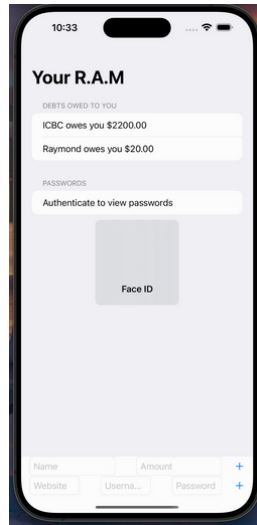 10:33
Your R.A.M
DEBTS OWED TO YOU
ICBC owes you $2200.00
Raymond owes you $20.00
PASSWORDS
Authenticate to view passwords
Face ID
Name Amount +
Website Userna... Password +